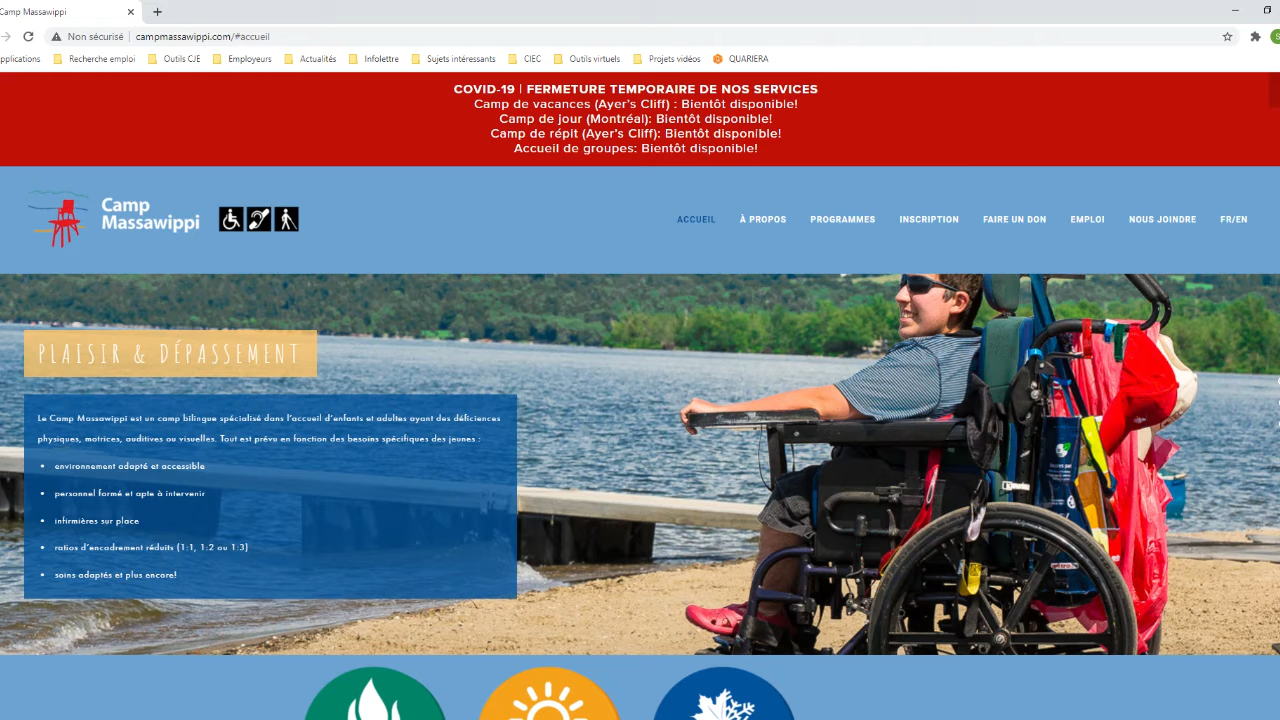 Camp Massawippi
Non sécurisé | campmassawippi.com/#accueil
pplications Recherche emploi Outils CJE Employeurs Actualités Infolettre Sujets intéressants CIEC Outils virtuels Projets vidéos QUARIERA
COVID-19 | FERMETURE TEMPORAIRE DE NOS SERVICES
Camp de vacances (Ayer's Cliff) : Bientôt disponible!
Camp de jour (Montréal): Bientôt disponible!
Camp de répit (Ayer's Cliff): Bientôt disponible!
Accueil de groupes: Bientôt disponible!
Camp
Massawippi
ACCUEIL À PROPOS PROGRAMMES INSCRIPTION FAIRE UN DON EMPLOI NOUS JOINDRE FR/EN
PLAISIR & DÉPASSEMENT
Le Camp Massawippi est un camp bilingue spécialisé dans l'accueil d'enfants et adultes ayant des déficiences
physiques, motrices, auditives ou visuelles. Tout est prévu en fonction des besoins spécifiques des jeunes :
• environnement adapté et accessible
• personnel formé et apte à intervenir
• infirmières sur place
• ratios d'encadrement réduits (1:1, 1:2 ou 1:3)
• soins adaptés et plus encore!